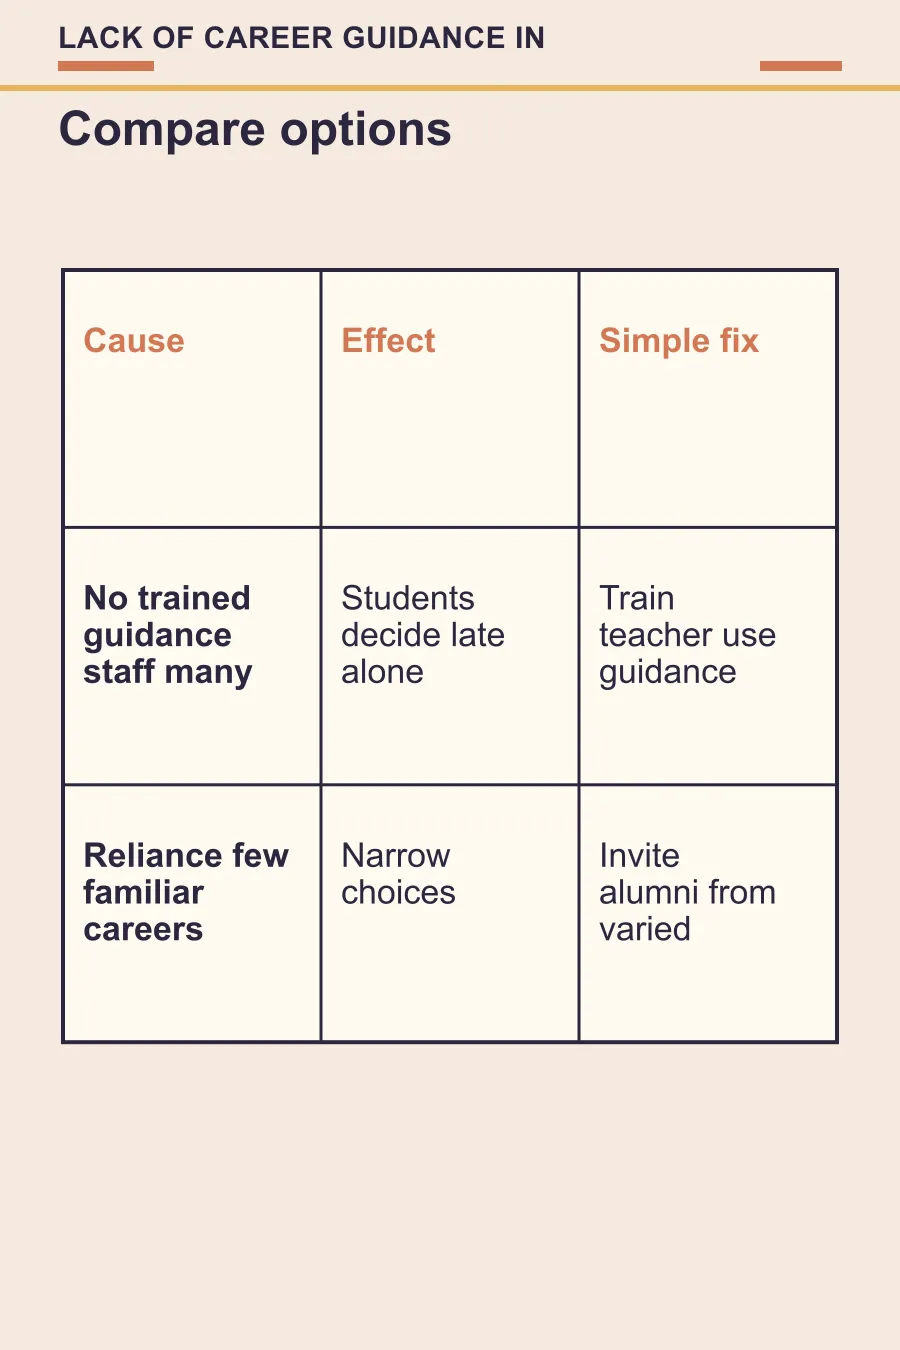 LACK OF CAREER GUIDANCE IN
Compare options
Cause
Effect
Simple fix
No trained
guidance
staff many
Students
decide late
alone
Train
teacher use
guidance
Reliance few
familiar
careers
Narrow
choices
Invite
alumni from
varied